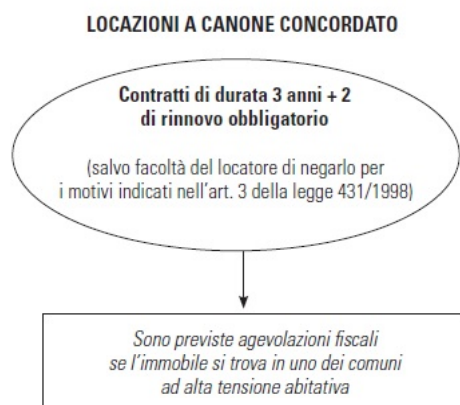 LOCAZIONI A CANONE CONCORDATO
Contratti di durata 3 anni + 2
di rinnovo obbligatorio
(salvo facoltà del locatore di negarlo per
i motivi indicati nell'art. 3 della legge 431/1998)
Sono previste agevolazioni fiscali
se l'immobile si trova in uno dei comuni
ad alta tensione abitativa